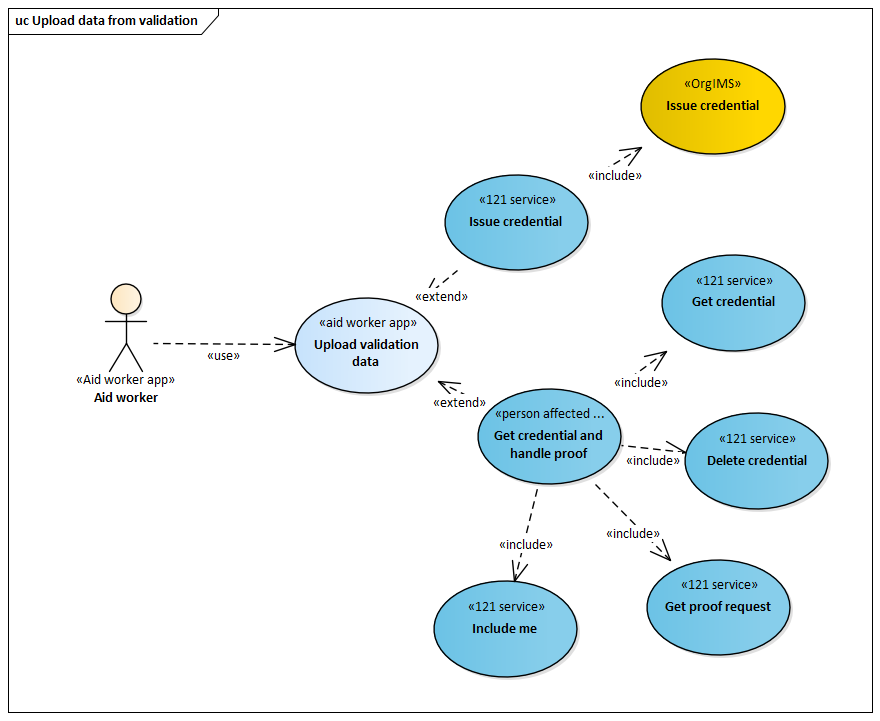 uc Upload data from validation
«OrgIMS»
Issue credential
«include»
«121 service»
Issue credential
«extend»
«121 service»
Get credential
«aid worker app»
Upload validation
data
«use»
«Aid worker app»
Aid worker
«include»
«extend»
«person affected ...
Get credential and
handle proof
«121 service»
Delete credential
«include»
«include»
«include»
«121 service»
Get proof request
«121 service»
Include me